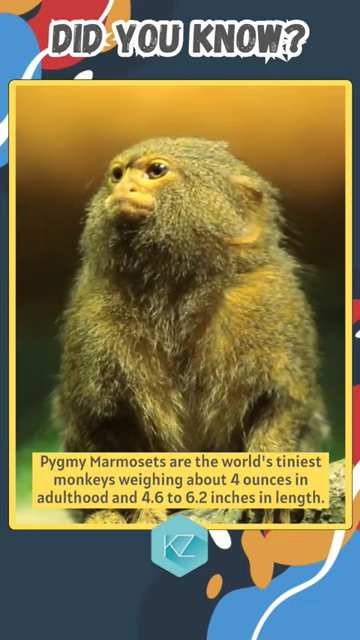 DID YOU KNOW?
Pygmy Marmosets are the world's tiniest
monkeys weighing about 4 ounces in
adulthood and 4.6 to 6.2 inches in length.
KZ